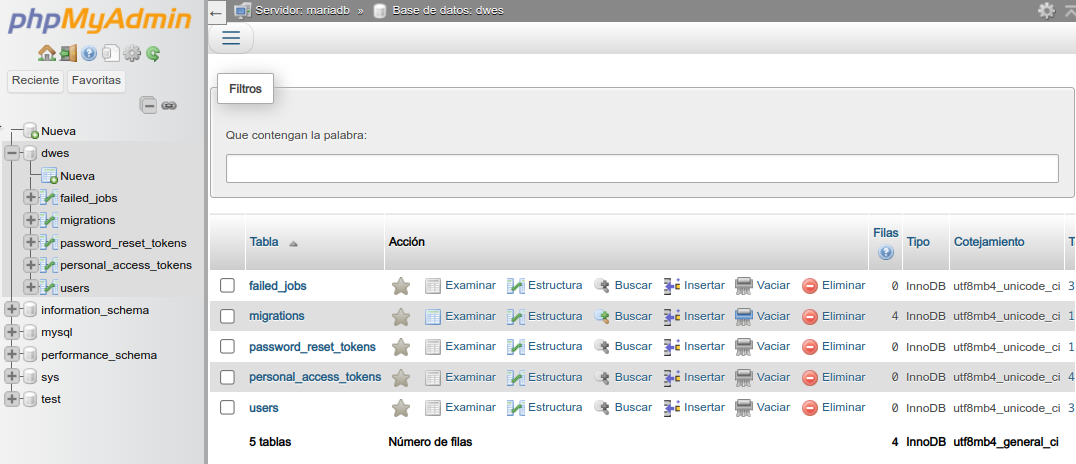 phpMyAdmin
Reciente Favoritas
Nueva
dwes
Nueva
failed_jobs
migrations
password_reset_tokens
personal_access_tokens
users
information_schema
mysql
performance_schema
sys
test
Servidor: mariadb » Base de datos: dwes
Filtros
Que contengan la palabra:
Tabla Acción Filas Tipo Cotejamiento T
failed_jobs Examinar Estructura Buscar Insertar Vaciar Eliminar 0 InnoDB utf8mb4_unicode_ci 3
migrations Examinar Estructura Buscar Insertar Vaciar Eliminar 4 InnoDB utf8mb4_unicode_ci 1
password_reset_tokens Examinar Estructura Buscar Insertar Vaciar Eliminar 0 InnoDB utf8mb4_unicode_ci 1
personal_access_tokens Examinar Estructura Buscar Insertar Vaciar Eliminar 0 InnoDB utf8mb4_unicode_ci 4
users Examinar Estructura Buscar Insertar Vaciar Eliminar 0 InnoDB utf8mb4_unicode_ci 3
5 tablas Número de filas 4 InnoDB utf8mb4_general_ci